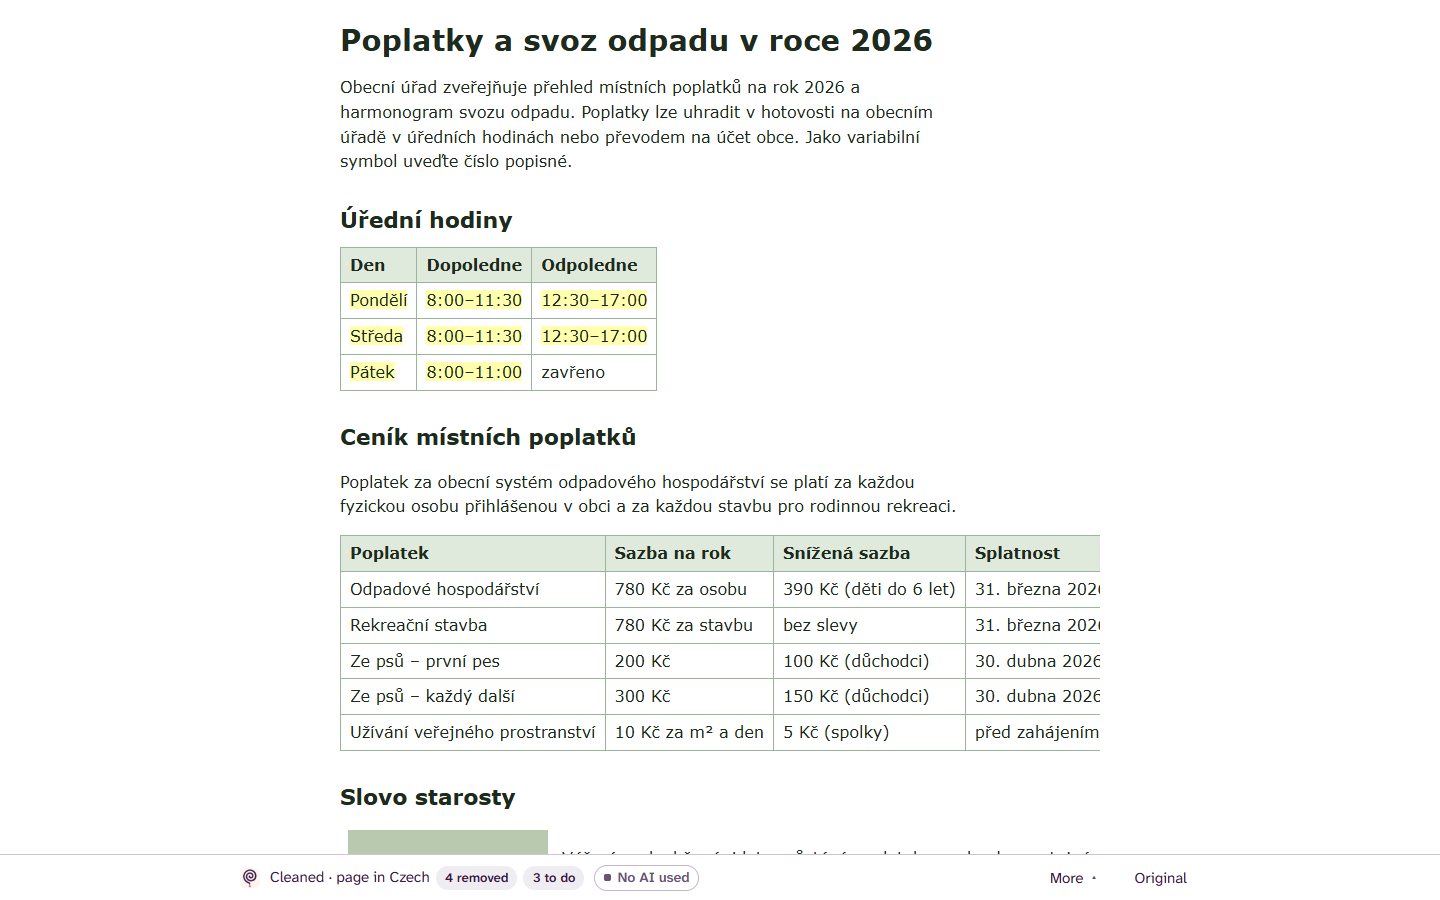 Poplatky a svoz odpadu v roce 2026
Obecní úřad zveřejňuje přehled místních poplatků na rok 2026 a
harmonogram svozu odpadu. Poplatky lze uhradit v hotovosti na obecním
úřadě v úředních hodinách nebo převodem na účet obce. Jako variabilní
symbol uveďte číslo popisné.
Úřední hodiny
Den Dopoledne Odpoledne
Pondělí 8:00–11:30 12:30–17:00
Středa 8:00–11:30 12:30–17:00
Pátek 8:00–11:00 zavřeno
Ceník místních poplatků
Poplatek za obecní systém odpadového hospodářství se platí za každou
fyzickou osobu přihlášenou v obci a za každou stavbu pro rodinnou rekreaci.
Poplatek Sazba na rok Snížená sazba Splatnost
Odpadové hospodářství 780 Kč za osobu 390 Kč (děti do 6 let) 31. března 2026
Rekreační stavba 780 Kč za stavbu bez slevy 31. března 2026
Ze psů – první pes 200 Kč 100 Kč (důchodci) 30. dubna 2026
Ze psů – každý další 300 Kč 150 Kč (důchodci) 30. dubna 2026
Užívání veřejného prostranství 10 Kč za m² a den 5 Kč (spolky) před zahájením
Slovo starosty
Cleaned · page in Czech 4 removed 3 to do No AI used More Original